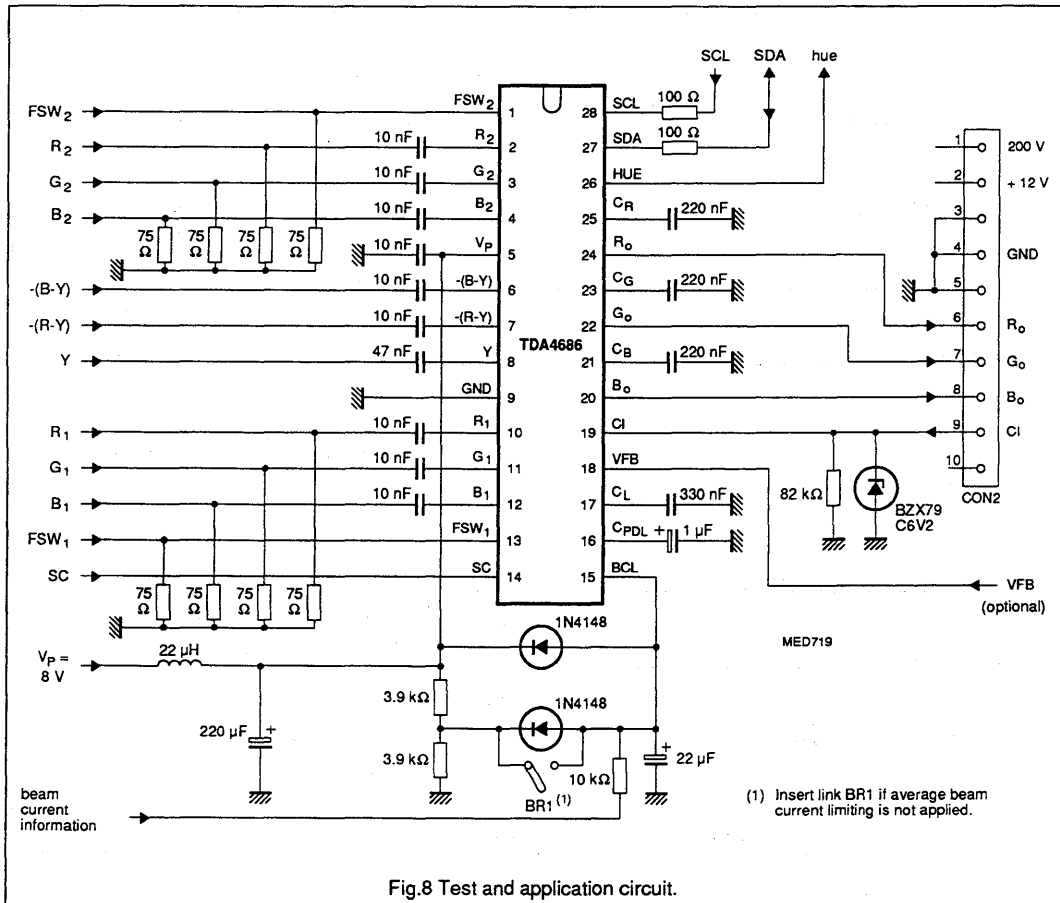 SCL SDA hue
FSW2 FSW2 1 28 SCL 100 Ω
R2 10 nF R2 2 27 SDA 100 Ω 1 200 V
G2 10 nF G2 3 26 HUE 2 + 12 V
B2 10 nF B2 4 25 CR 220 nF 3
75 Ω 75 Ω 75 Ω 75 Ω 10 nF VP 5 24 Ro 4 GND
-(B-Y) 10 nF -(B-Y) 6 23 CG 220 nF 5
-(R-Y) 10 nF -(R-Y) 7 22 Go 6 Ro
TDA4686
Y 47 nF Y 8 21 CB 220 nF 7 Go
GND 9 20 Bo 8 Bo
R1 10 nF R1 10 19 CI 9 CI
G1 10 nF G1 11 18 VFB 10
B1 10 nF B1 12 17 CL 330 nF 82 kΩ BZX79 C6V2 CON2
FSW1 FSW1 13 16 CPDL + 1 µF
SC SC 14 15 BCL
75 Ω 75 Ω 75 Ω 75 Ω VFB
(optional)
1N4148 MED719
VP = 8 V 22 µH
3.9 kΩ 1N4148
220 µF + 3.9 kΩ 10 kΩ + 22 µF
BR1 (1)
beam current information
(1) Insert link BR1 if average beam
current limiting is not applied.
Fig.8 Test and application circuit.